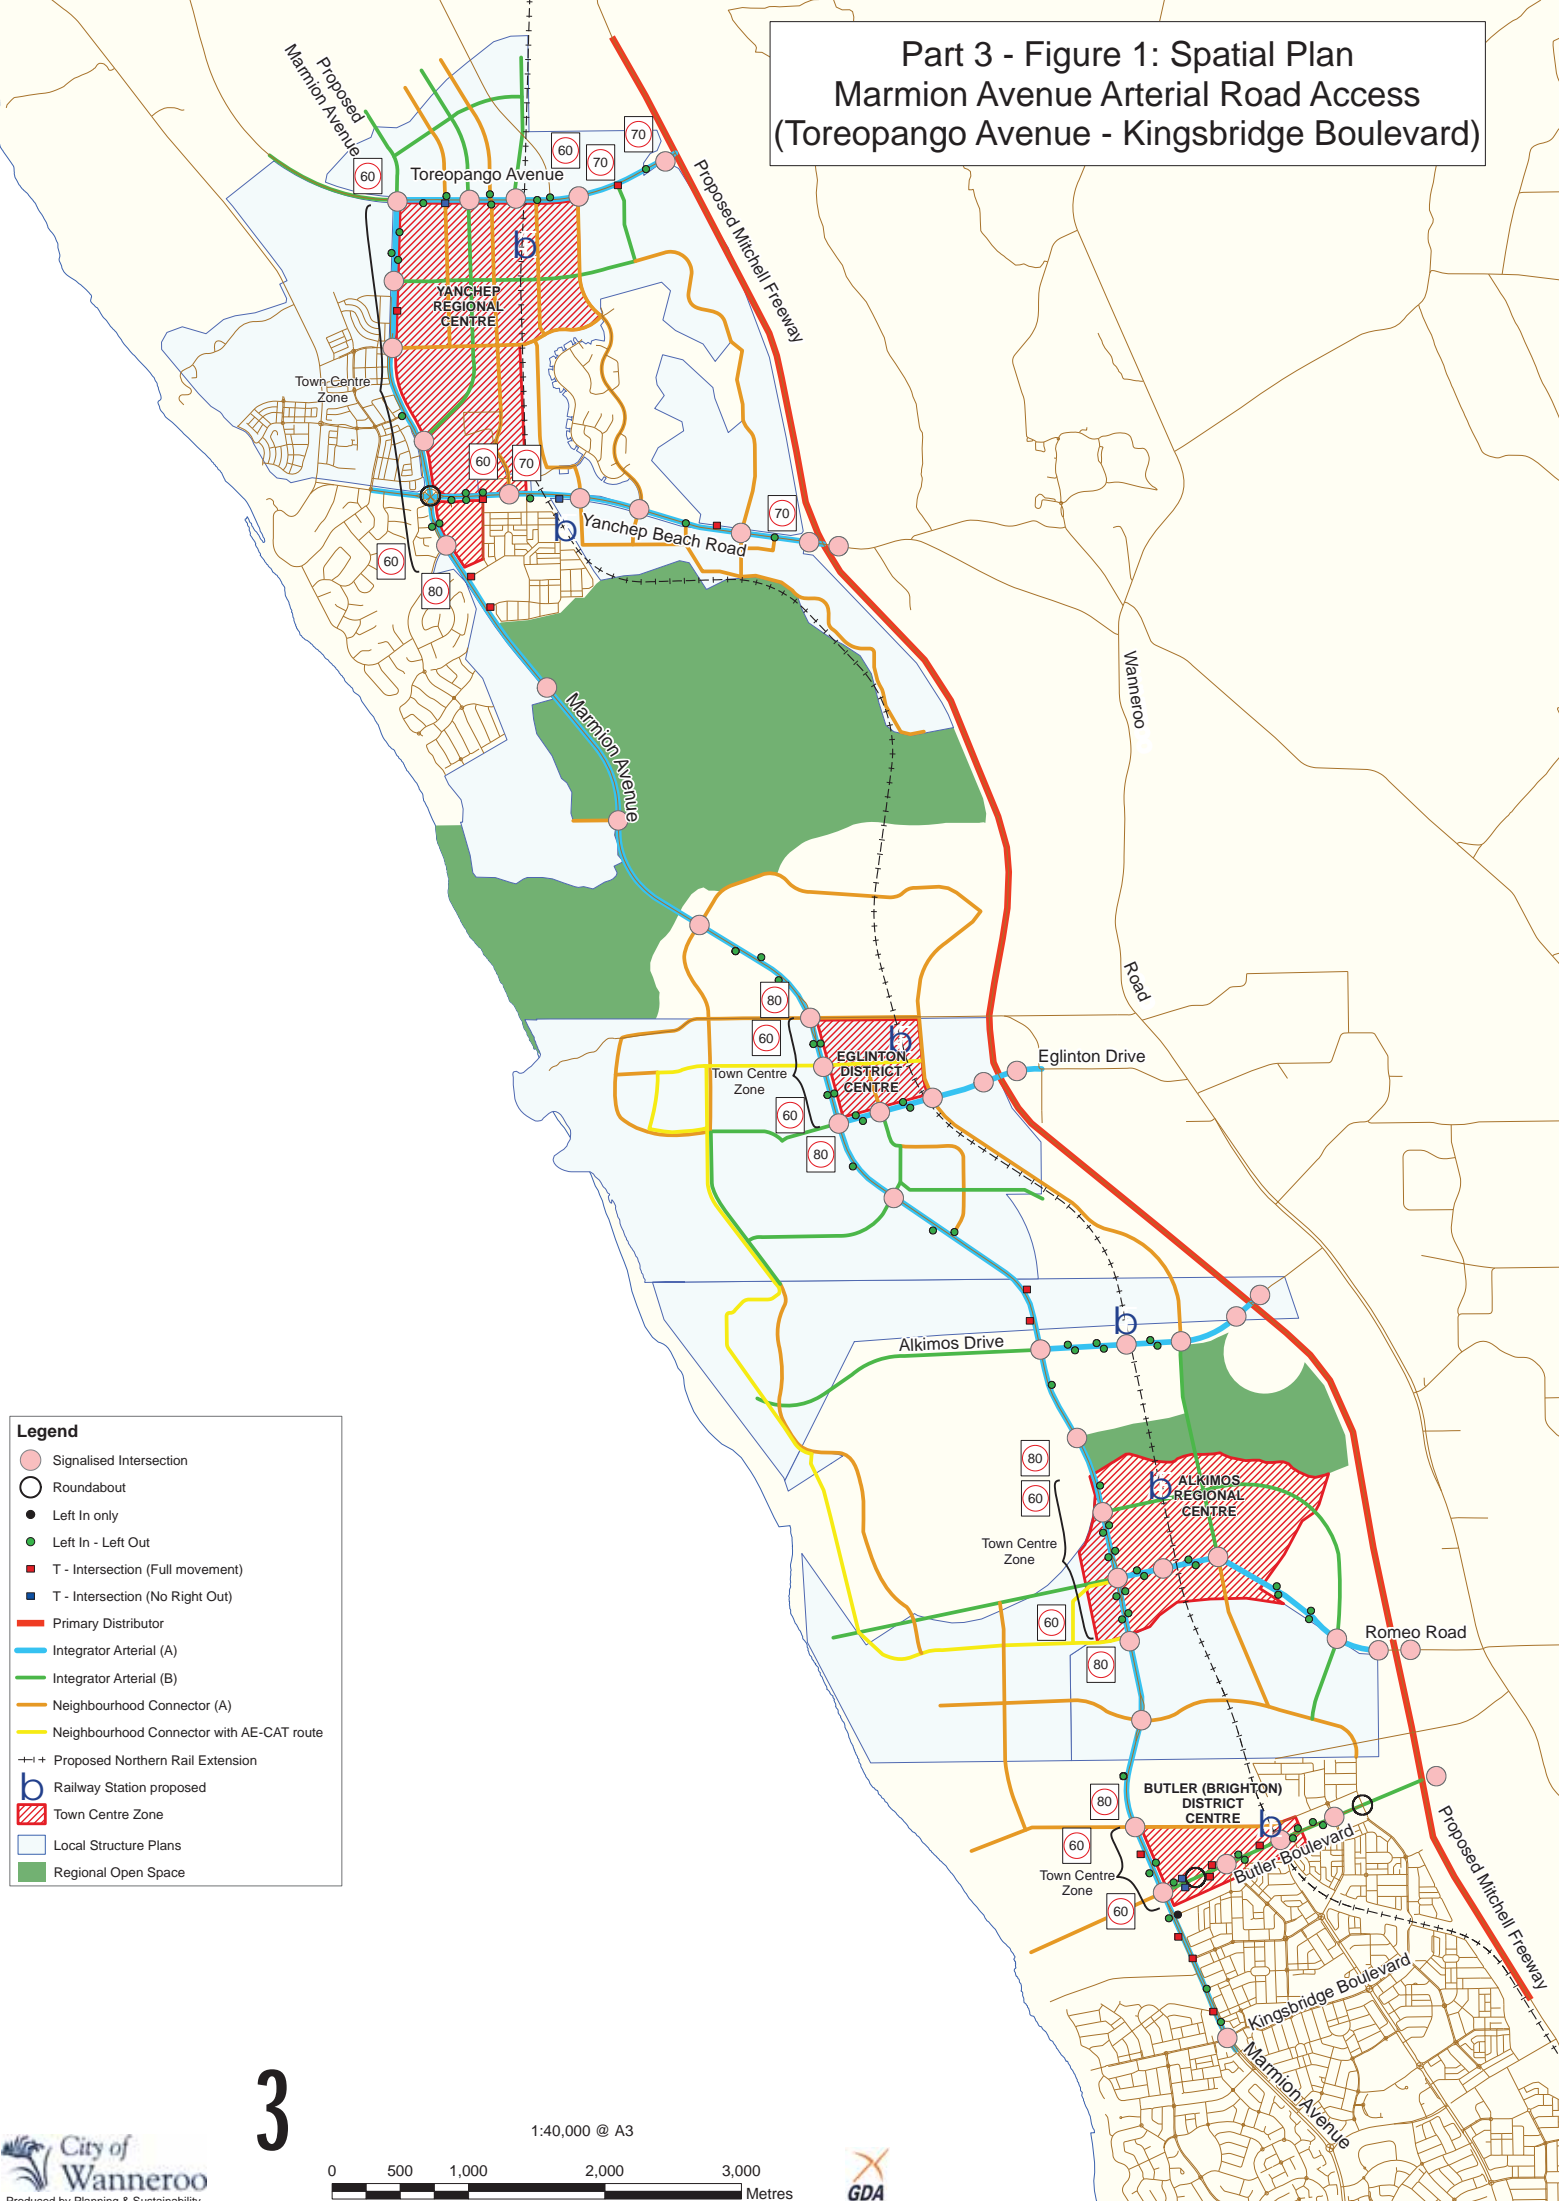 Part 3 - Figure 1: Spatial Plan
Marmion Avenue Arterial Road Access
(Toreopango Avenue - Kingsbridge Boulevard)
Proposed
Marmion Avenue
70
60
70
60
Toreopango Avenue
Proposed Mitchell Freeway
b
YANCHEP
REGIONAL
CENTRE
Town Centre
Zone
60
70
70
b
Yanchep Beach Road
60
80
Wanneroo
Marmion Avenue
Road
80
60
b
EGLINTON
DISTRICT
CENTRE
Eglinton Drive
Town Centre
Zone
60
80
b
Alkimos Drive
80
60
b
ALKIMOS
REGIONAL
CENTRE
Town Centre
Zone
60
Romeo Road
80
BUTLER (BRIGHTON)
DISTRICT
CENTRE
80
b
60
Butler Boulevard
Town Centre
Zone
60
Proposed Mitchell Freeway
Kingsbridge Boulevard
Marmion Avenue
Legend
Signalised Intersection
Roundabout
Left In only
Left In - Left Out
T - Intersection (Full movement)
T - Intersection (No Right Out)
Primary Distributor
Integrator Arterial (A)
Integrator Arterial (B)
Neighbourhood Connector (A)
Neighbourhood Connector with AE-CAT route
Proposed Northern Rail Extension
b Railway Station proposed
Town Centre Zone
Local Structure Plans
Regional Open Space
3
City of
Wanneroo
Produced by Planning & Sustainability
1:40,000 @ A3
0 500 1,000 2,000 3,000
Metres
GDA